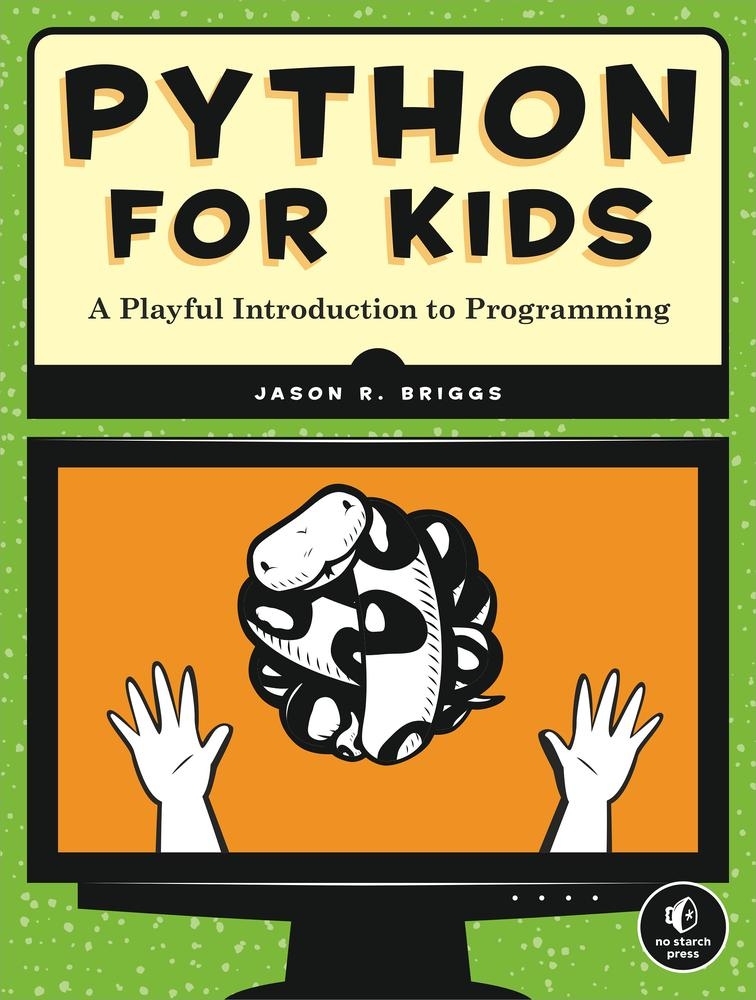 PYTHON
FOR KIDS
A Playful Introduction to Programming
JASON R. BRIGGS
no starch
press